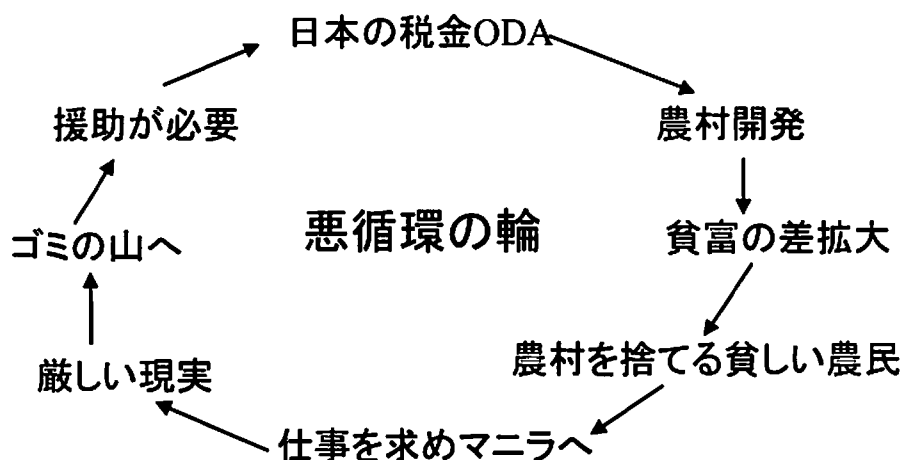 日本の税金ODA
農村開発
貧富の差拡大
農村を捨てる貧しい農民
仕事を求めマニラへ
厳しい現実
ゴミの山へ
援助が必要
悪循環の輪